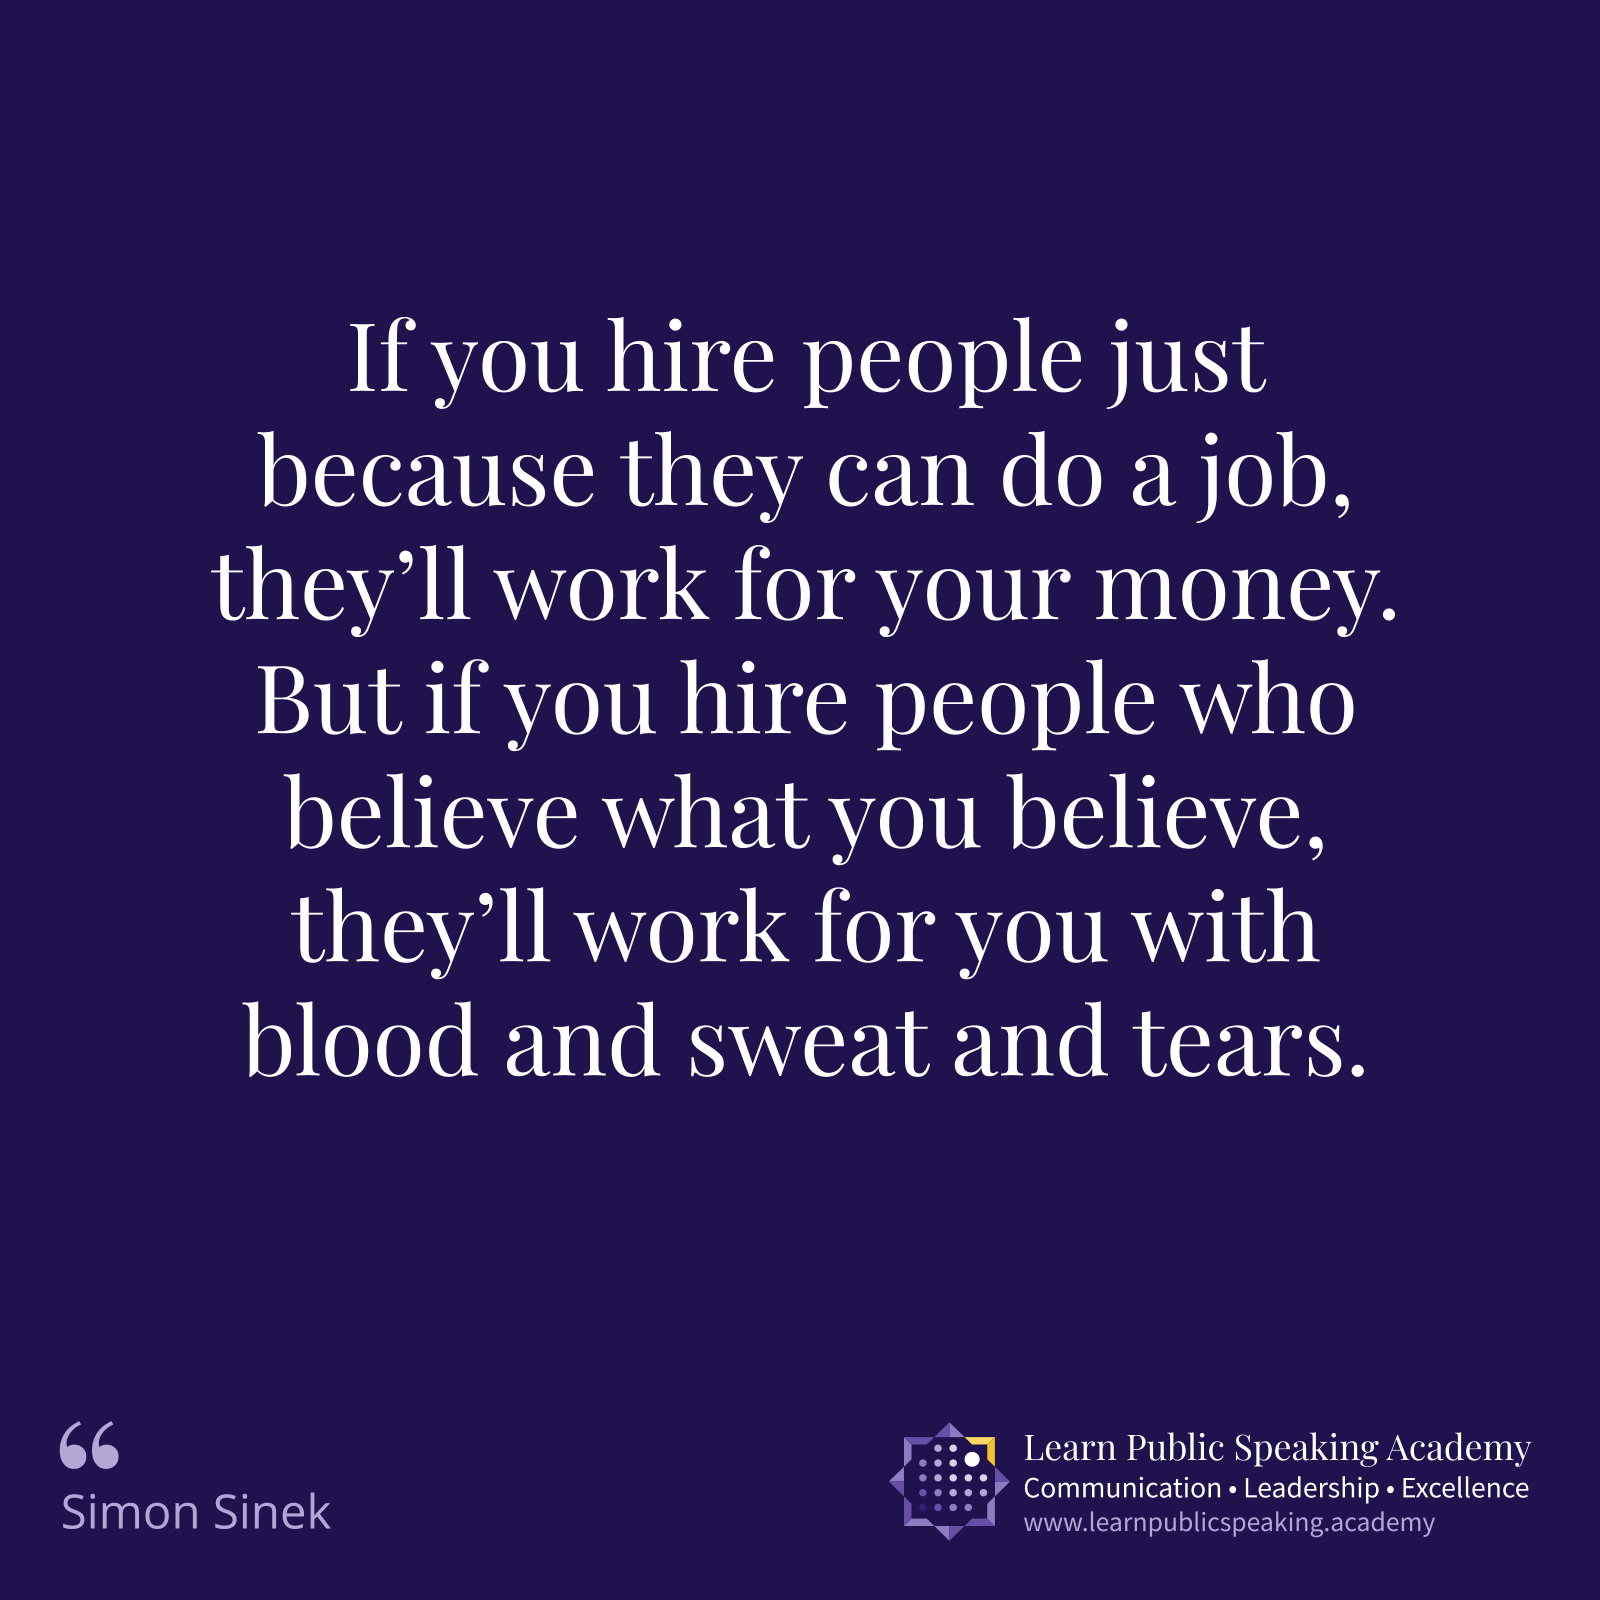 If you hire people just
because they can do a job,
they’ll work for your money.
But if you hire people who
believe what you believe,
they’ll work for you with
blood and sweat and tears.
“
Simon Sinek
Learn Public Speaking Academy
Communication • Leadership • Excellence
www.learnpublicspeaking.academy